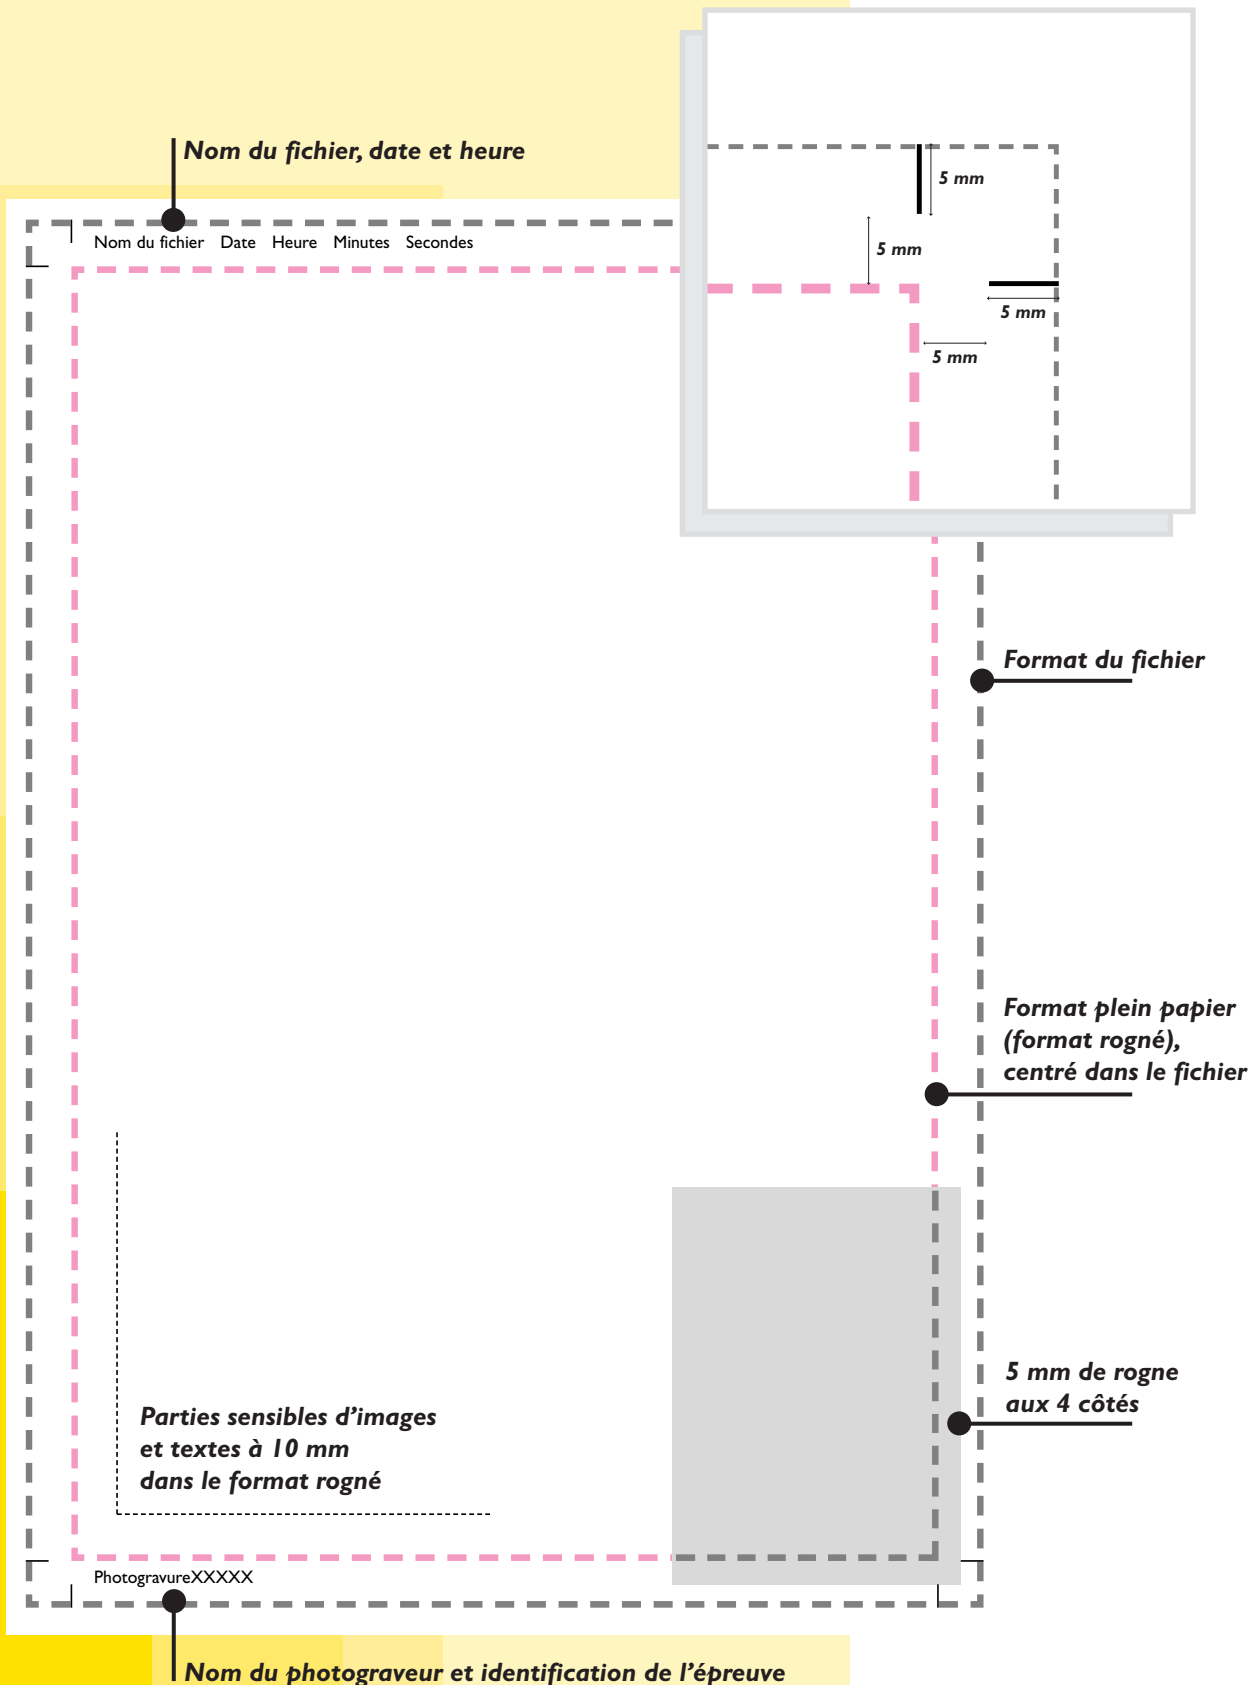 Nom du fichier, date et heure
Nom du fichier Date Heure Minutes Secondes
5 mm
5 mm
5 mm
5 mm
Format du fichier
Format plein papier
(format rogné),
centré dans le fichier
5 mm de rogne
aux 4 côtés
Parties sensibles d’images
et textes à 10 mm
dans le format rogné
PhotogravureXXXXX
Nom du photograveur et identification de l’épreuve